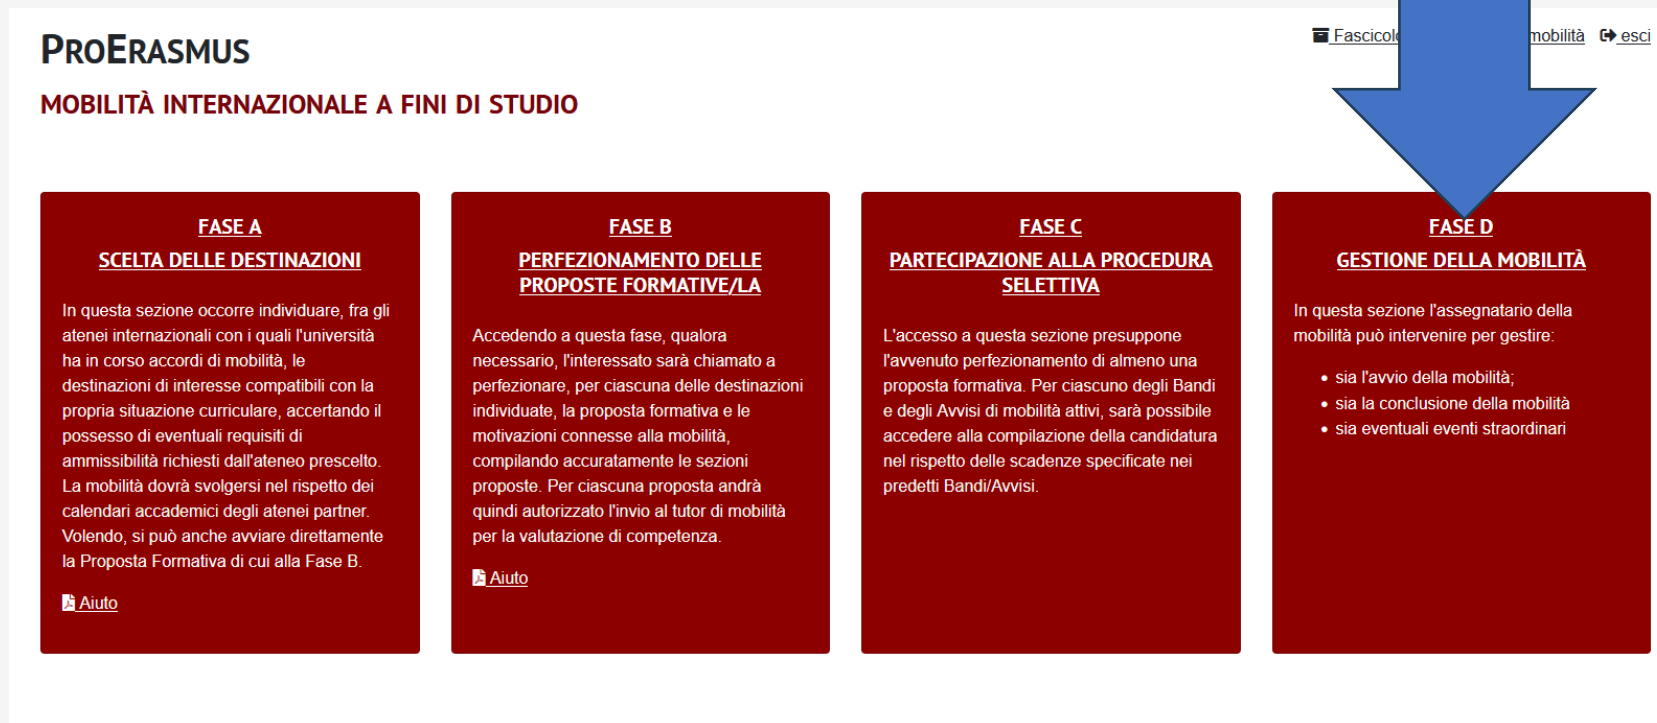 PROERASMUS
Fascicolo mobilità esci
MOBILITÀ INTERNAZIONALE A FINI DI STUDIO
FASE A
SCELTA DELLE DESTINAZIONI
In questa sezione occorre individuare, fra gli
atenei internazionali con i quali l'università
ha in corso accordi di mobilità, le
destinazioni di interesse compatibili con la
propria situazione curriculare, accertando il
possesso di eventuali requisiti di
ammissibilità richiesti dall'ateneo prescelto.
La mobilità dovrà svolgersi nel rispetto dei
calendari accademici degli atenei partner.
Volendo, si può anche avviare direttamente
la Proposta Formativa di cui alla Fase B.
Aiuto
FASE B
PERFEZIONAMENTO DELLE
PROPOSTE FORMATIVE/LA
Accedendo a questa fase, qualora
necessario, l'interessato sarà chiamato a
perfezionare, per ciascuna delle destinazioni
individuate, la proposta formativa e le
motivazioni connesse alla mobilità,
compilando accuratamente le sezioni
proposte. Per ciascuna proposta andrà
quindi autorizzato l'invio al tutor di mobilità
per la valutazione di competenza.
Aiuto
FASE C
PARTECIPAZIONE ALLA PROCEDURA
SELETTIVA
L'accesso a questa sezione presuppone
l'avvenuto perfezionamento di almeno una
proposta formativa. Per ciascuno degli Bandi
e degli Avvisi di mobilità attivi, sarà possibile
accedere alla compilazione della candidatura
nel rispetto delle scadenze specificate nei
predetti Bandi/Avvisi.
FASE D
GESTIONE DELLA MOBILITÀ
In questa sezione l'assegnatario della
mobilità può intervenire per gestire:
• sia l'avvio della mobilità;
• sia la conclusione della mobilità
• sia eventuali eventi straordinari